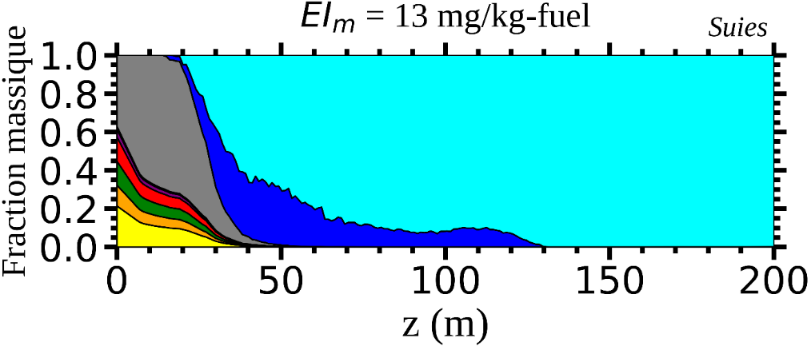 EIm = 13 mg/kg-fuel
Suies
Fraction massique
1.0
0.8
0.6
0.4
0.2
0.0
0 50 100 150 200
z (m)